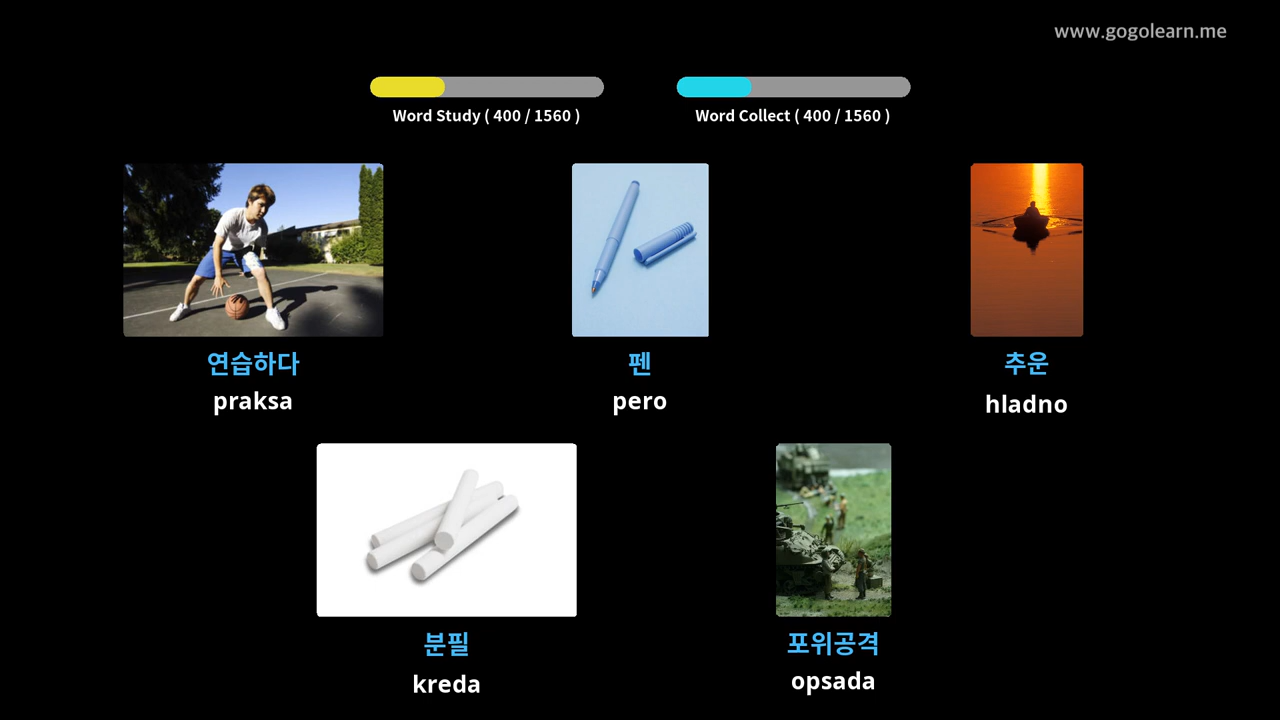 www.gogolearn.me
Word Study ( 400 / 1560 )
Word Collect ( 400 / 1560 )
연습하다
praksa
펜
pero
추운
hladno
분필
kreda
포위공격
opsada